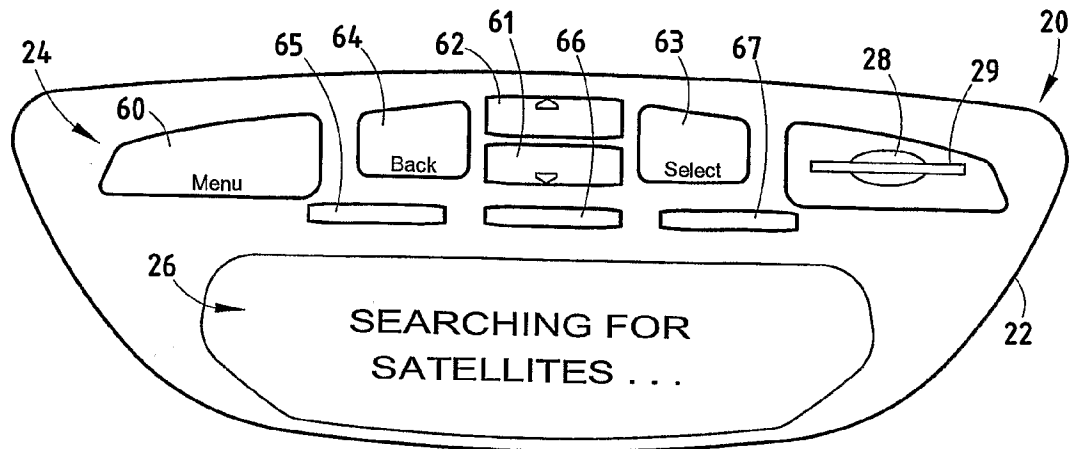 61
62
66
63
67
20
65
64
28
29
24
60
Menu
Back
Select
26
22
SEARCHING FOR
SATELLITES . . .